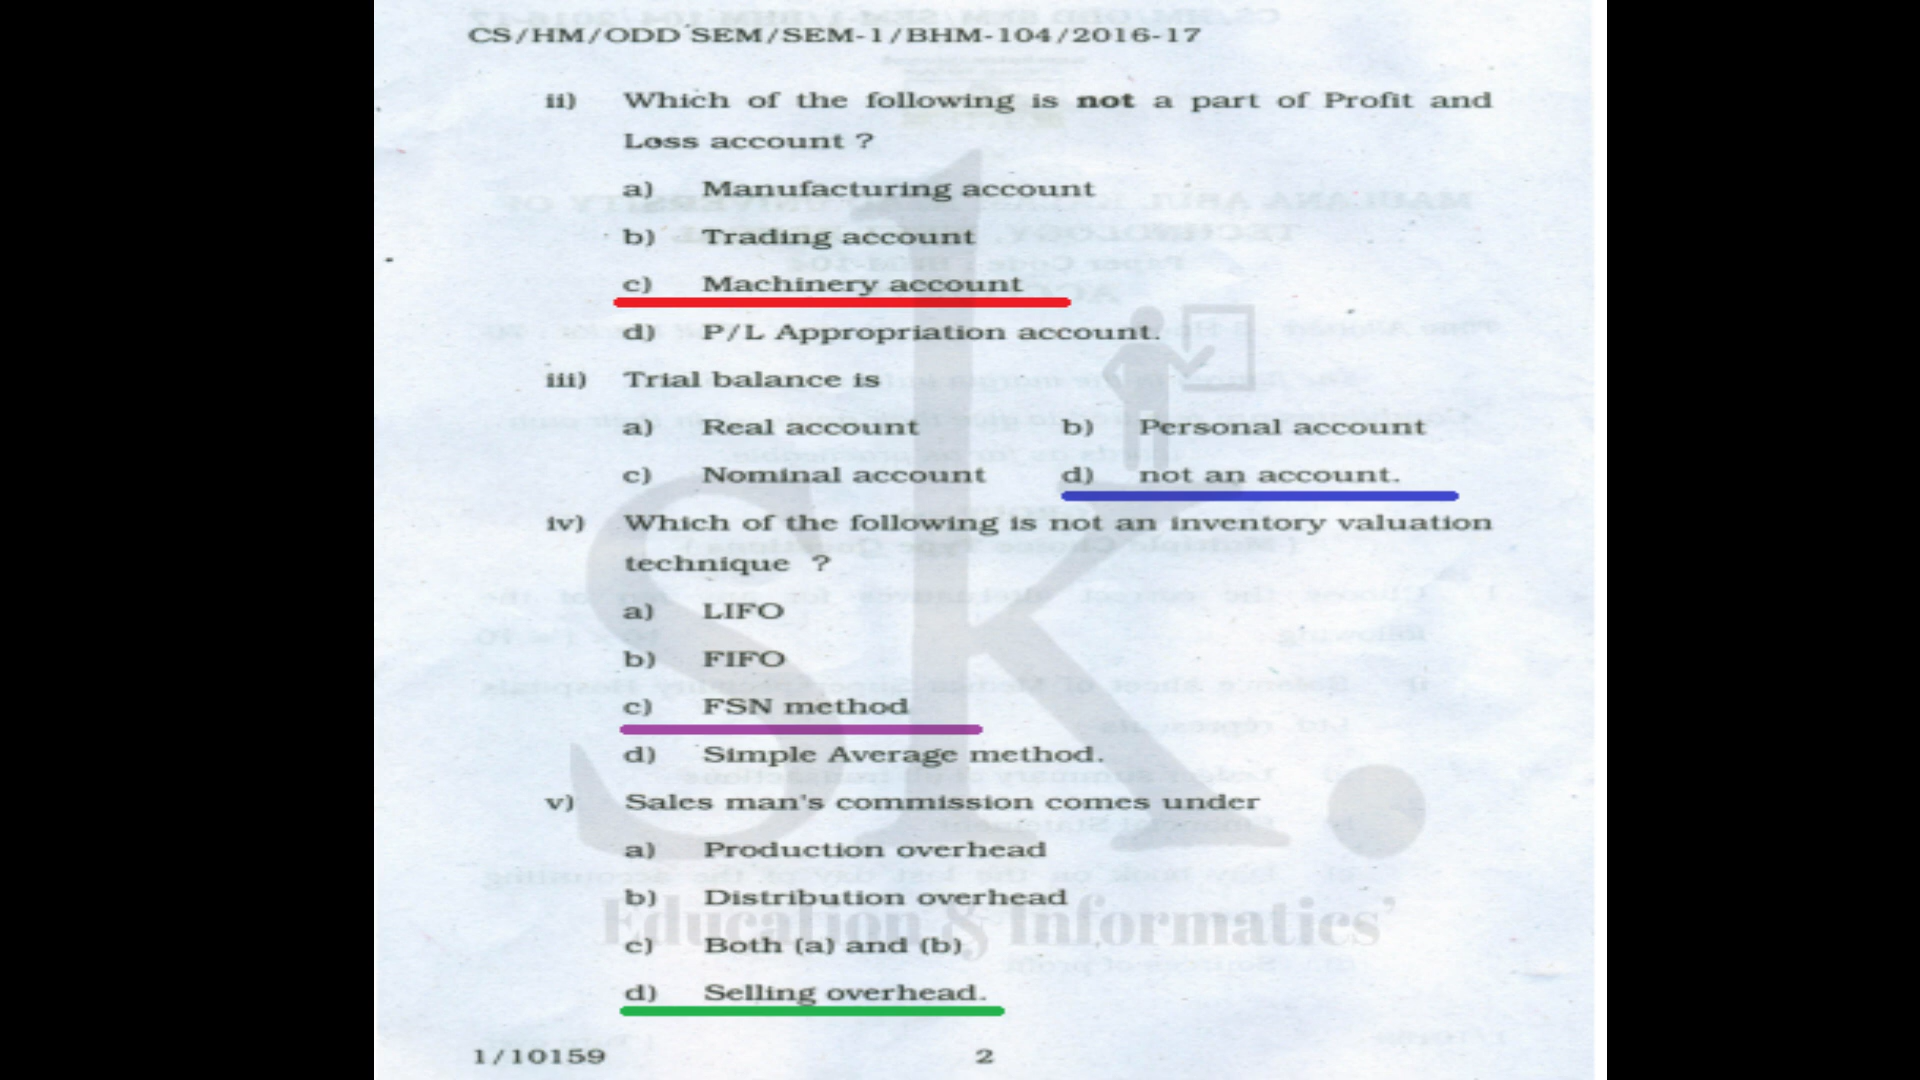 CS/HM/ODD SEM/SEM-1/BHM-104/2016-17
ii) Which of the following is not a part of Profit and
Loss account ?
a) Manufacturing account
b) Trading account
c) Machinery account
d) P/L Appropriation account.
iii) Trial balance is
a) Real account b) Personal account
c) Nominal account d) not an account.
iv) Which of the following is not an inventory valuation
technique ?
a) LIFO
b) FIFO
c) FSN method
d) Simple Average method.
v) Sales man's commission comes under
a) Production overhead
b) Distribution overhead
c) Both (a) and (b)
d) Selling overhead.
sk.
Education & Informatics'
1/10159 2